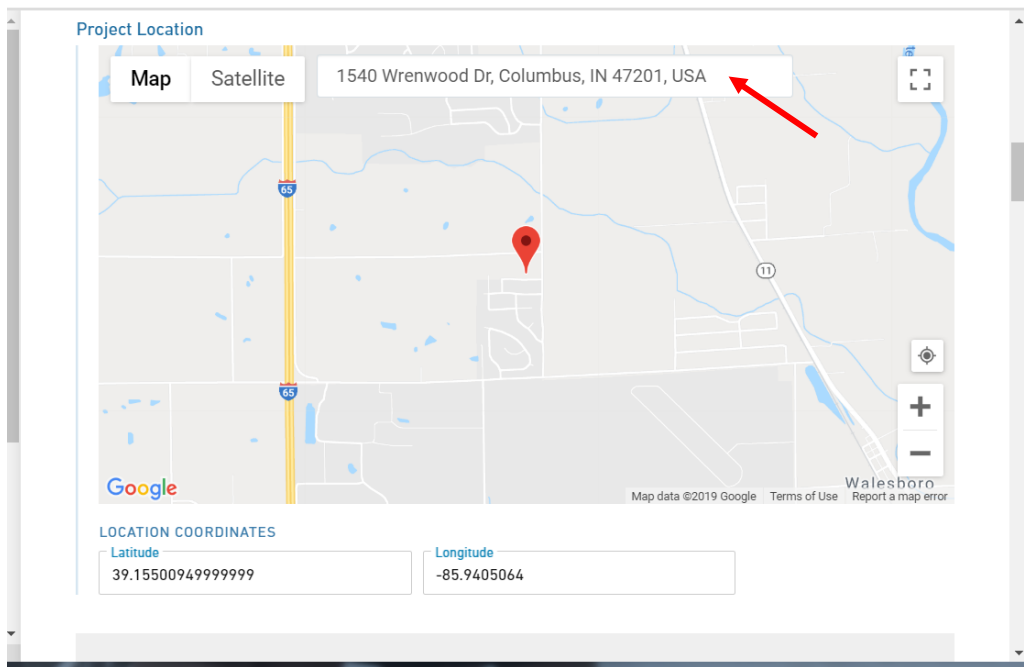 Project Location
Map Satellite 1540 Wrenwood Dr, Columbus, IN 47201, USA
65
11
65
Walesboro
Google Map data ©2019 Google Terms of Use Report a map error
LOCATION COORDINATES
Latitude Longitude
39.15500949999999 -85.9405064